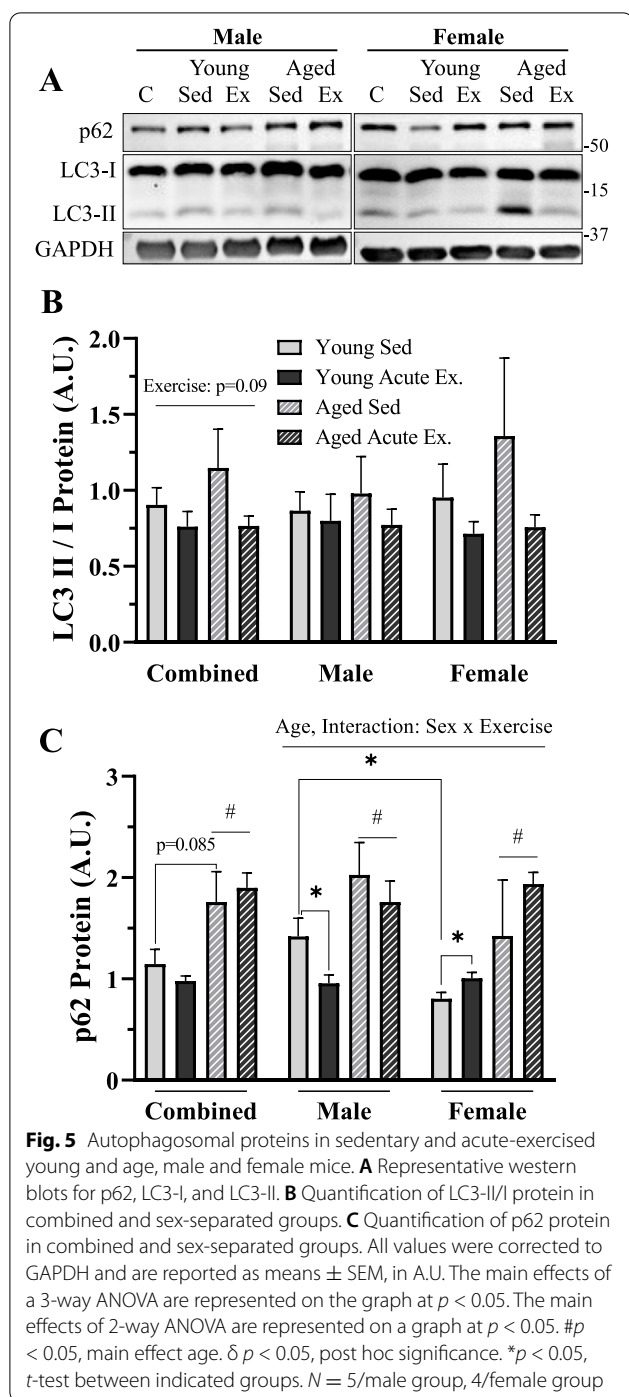 Male Female
A
Young Aged Young Aged
C Sed Ex Sed Ex C Sed Ex Sed Ex
p62
-50
LC3-I
-15
LC3-II
-37
GAPDH
B
LC3 II / I Protein (A.U.)
2.0
1.5
1.0
0.5
0.0
Exercise: p=0.09
Young Sed
Young Acute Ex.
Aged Sed
Aged Acute Ex.
Combined Male Female
C
Age, Interaction: Sex x Exercise
p62 Protein (A.U.)
3
2
1
0
p=0.085
#
*
#
*
*
#
Combined Male Female
Fig. 5 Autophagosomal proteins in sedentary and acute-exercised
young and age, male and female mice. A Representative western
blots for p62, LC3-I, and LC3-II. B Quantification of LC3-II/I protein in
combined and sex-separated groups. C Quantification of p62 protein
in combined and sex-separated groups. All values were corrected to
GAPDH and are reported as means ± SEM, in A.U. The main effects of
a 3-way ANOVA are represented on the graph at p < 0.05. The main
effects of 2-way ANOVA are represented on a graph at p < 0.05. #p
< 0.05, main effect age. δ p < 0.05, post hoc significance. *p < 0.05,
t-test between indicated groups. N = 5/male group, 4/female group